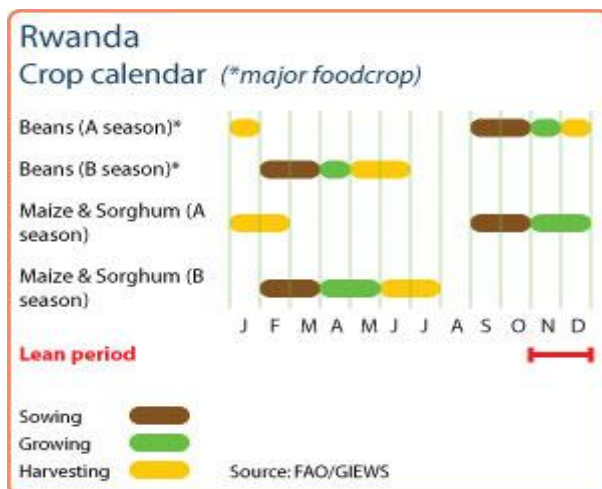 Rwanda
Crop calendar (*major foodcrop)
Beans (A season)*
Beans (B season)*
Maize & Sorghum (A
season)
Maize & Sorghum (B
season)
J F M A M J J A S O N D
Lean period
Sowing
Growing
Harvesting
Source: FAO/GIEWS